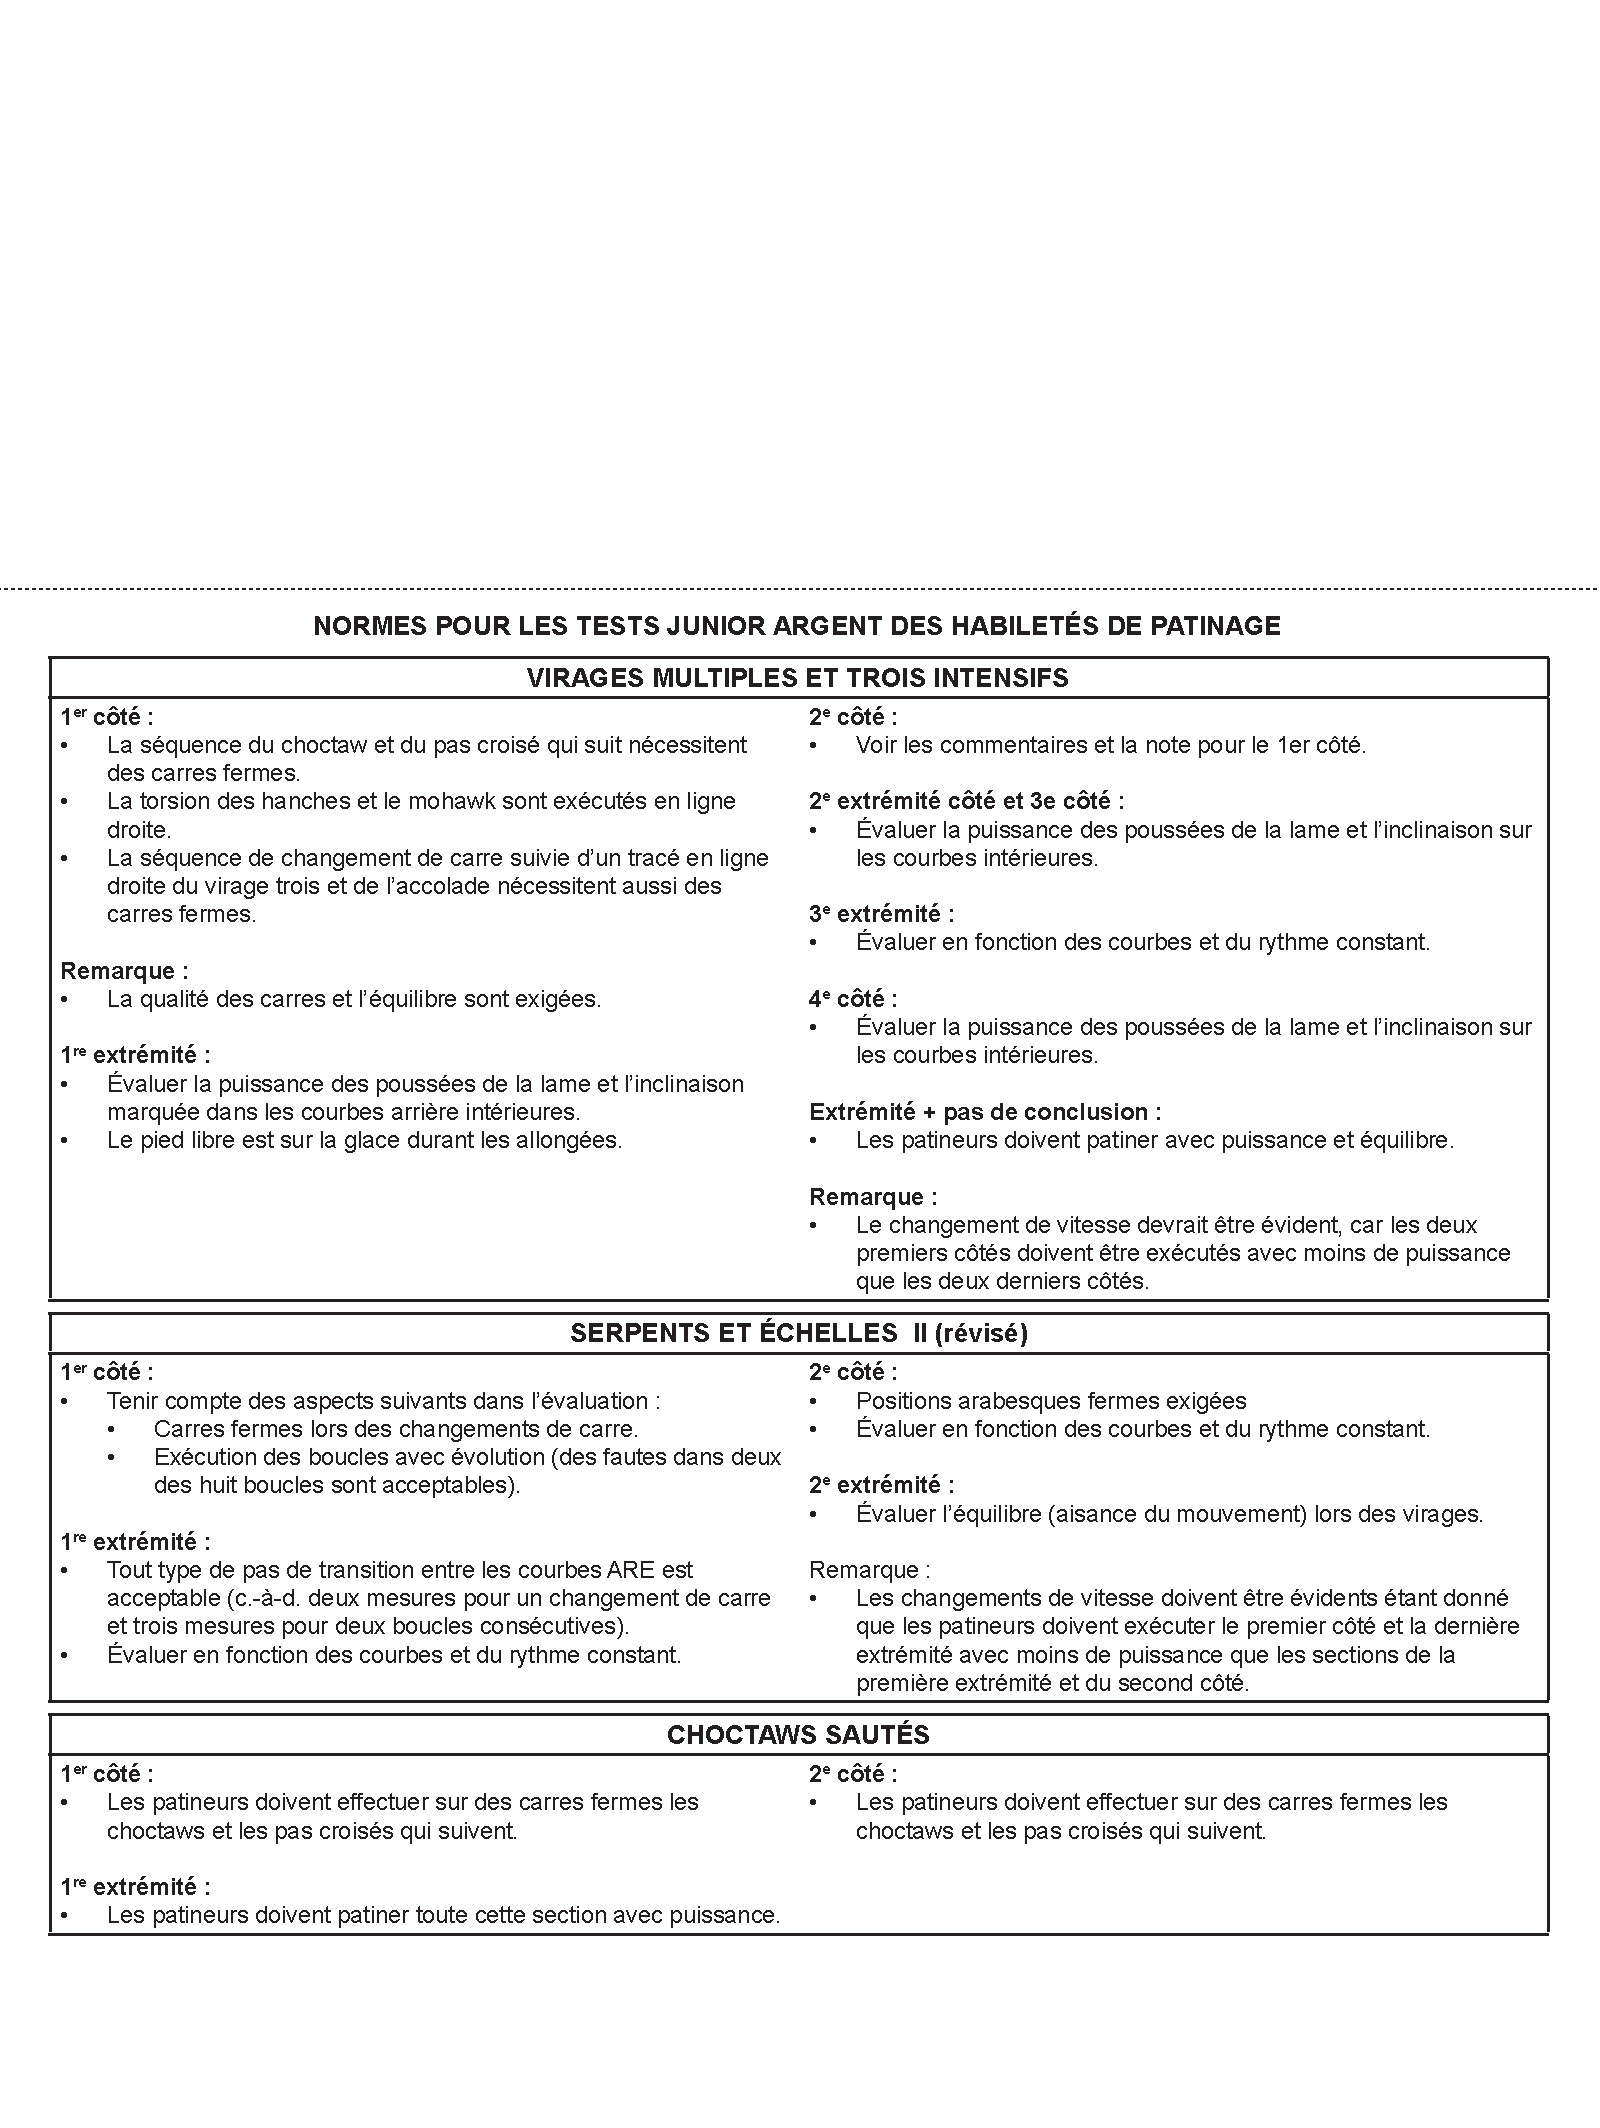 NORMES POUR LES TESTS JUNIOR ARGENT DES HABILETÉS DE PATINAGE
VIRAGES MULTIPLES ET TROIS INTENSIFS
1er côté :
• La séquence du choctaw et du pas croisé qui suit nécessitent
des carres fermes.
• La torsion des hanches et le mohawk sont exécutés en ligne
droite.
• La séquence de changement de carre suivie d’un tracé en ligne
droite du virage trois et de l’accolade nécessitent aussi des
carres fermes.
Remarque :
• La qualité des carres et l’équilibre sont exigées.
1re extrémité :
• Évaluer la puissance des poussées de la lame et l’inclinaison
marquée dans les courbes arrière intérieures.
• Le pied libre est sur la glace durant les allongées.
2e côté :
• Voir les commentaires et la note pour le 1er côté.
2e extrémité côté et 3e côté :
• Évaluer la puissance des poussées de la lame et l’inclinaison sur
les courbes intérieures.
3e extrémité :
• Évaluer en fonction des courbes et du rythme constant.
4e côté :
• Évaluer la puissance des poussées de la lame et l’inclinaison sur
les courbes intérieures.
Extrémité + pas de conclusion :
• Les patineurs doivent patiner avec puissance et équilibre.
Remarque :
• Le changement de vitesse devrait être évident, car les deux
premiers côtés doivent être exécutés avec moins de puissance
que les deux derniers côtés.
SERPENTS ET ÉCHELLES II (révisé)
1er côté :
• Tenir compte des aspects suivants dans l’évaluation :
• Carres fermes lors des changements de carre.
• Exécution des boucles avec évolution (des fautes dans deux
des huit boucles sont acceptables).
1re extrémité :
• Tout type de pas de transition entre les courbes ARE est
acceptable (c.-à-d. deux mesures pour un changement de carre
et trois mesures pour deux boucles consécutives).
• Évaluer en fonction des courbes et du rythme constant.
2e côté :
• Positions arabesques fermes exigées
• Évaluer en fonction des courbes et du rythme constant.
2e extrémité :
• Évaluer l’équilibre (aisance du mouvement) lors des virages.
Remarque :
• Les changements de vitesse doivent être évidents étant donné
que les patineurs doivent exécuter le premier côté et la dernière
extrémité avec moins de puissance que les sections de la
première extrémité et du second côté.
CHOCTAWS SAUTÉS
1er côté :
• Les patineurs doivent effectuer sur des carres fermes les
choctaws et les pas croisés qui suivent.
1re extrémité :
• Les patineurs doivent patiner toute cette section avec puissance.
2e côté :
• Les patineurs doivent effectuer sur des carres fermes les
choctaws et les pas croisés qui suivent.